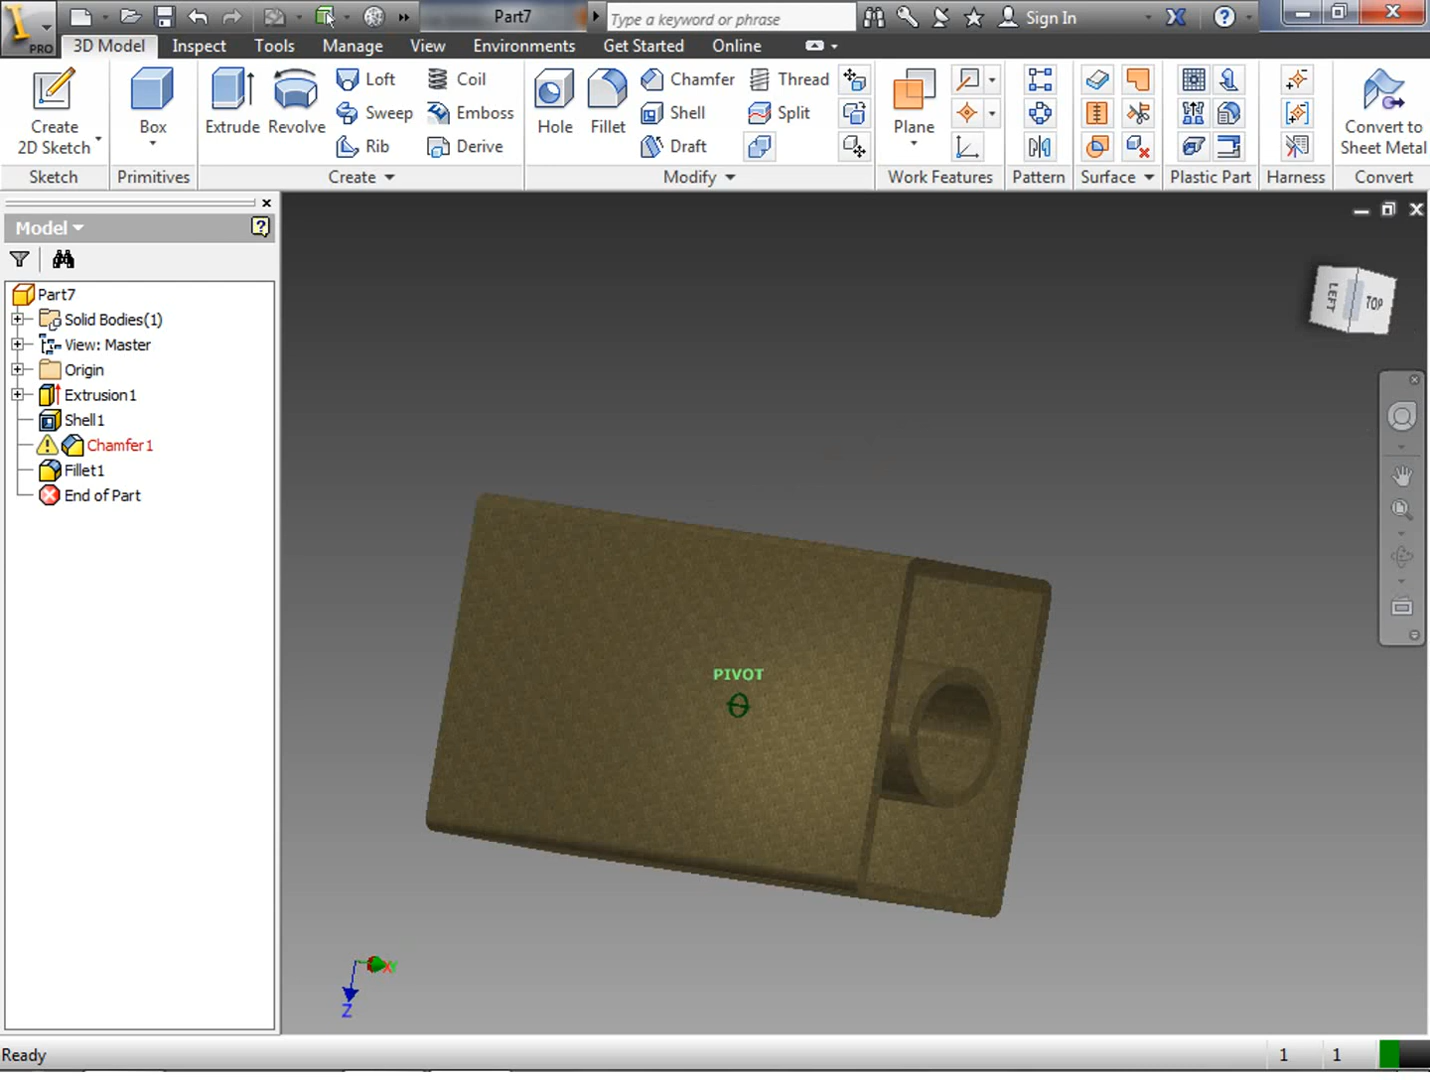 Part7
Type a keyword or phrase
Sign In
PRO
3D Model
Inspect
Tools
Manage
View
Environments
Get Started
Online
Create
2D Sketch
Sketch
Box
Primitives
Extrude
Revolve
Loft
Sweep
Rib
Coil
Emboss
Derive
Create
Hole
Fillet
Chamfer
Shell
Draft
Thread
Split
Modify
Plane
Work Features
Pattern
Surface
Plastic Part
Harness
Convert to
Sheet Metal
Convert
Model
Part7
Solid Bodies(1)
View: Master
Origin
Extrusion1
Shell1
Chamfer1
Fillet1
End of Part
LEFT
TOP
PIVOT
XY
Z
Ready
1
1